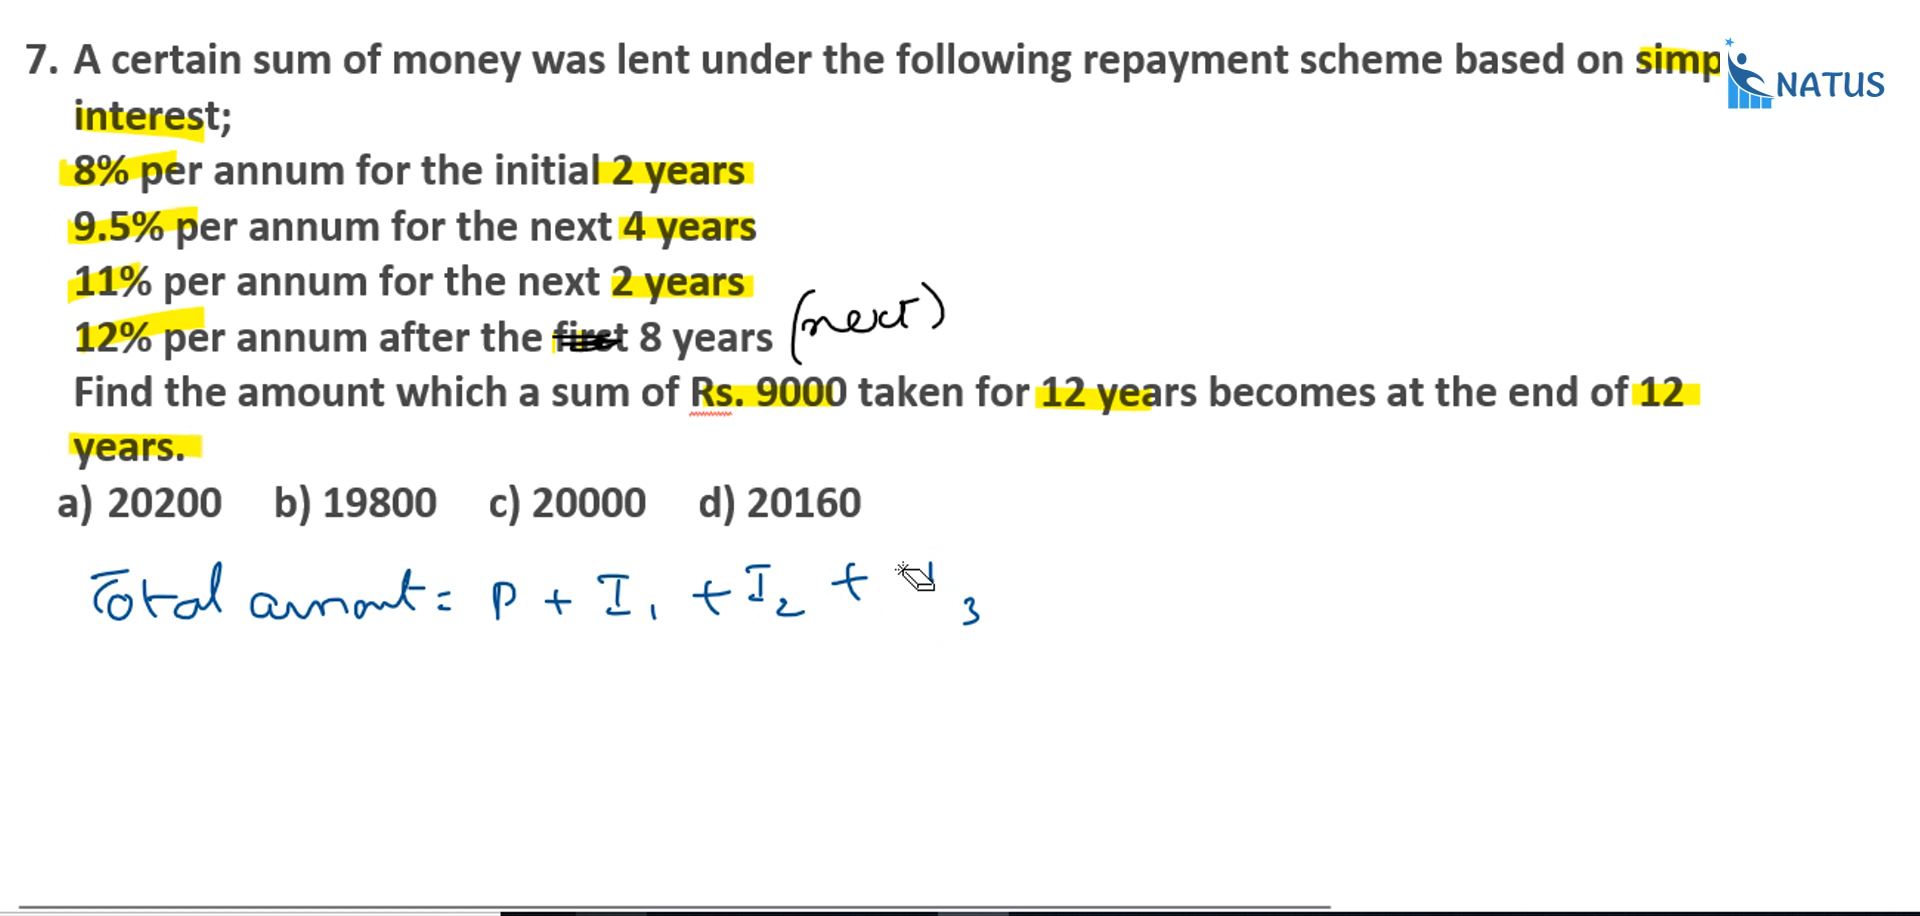 7. A certain sum of money was lent under the following repayment scheme based on simp
NATUS
interest;
8% per annum for the initial 2 years
9.5% per annum for the next 4 years
11% per annum for the next 2 years
12% per annum after the first 8 years (next)
Find the amount which a sum of Rs. 9000 taken for 12 years becomes at the end of 12
years.
a) 20200 b) 19800 c) 20000 d) 20160
Total amount = P + I1 + I2 + 3